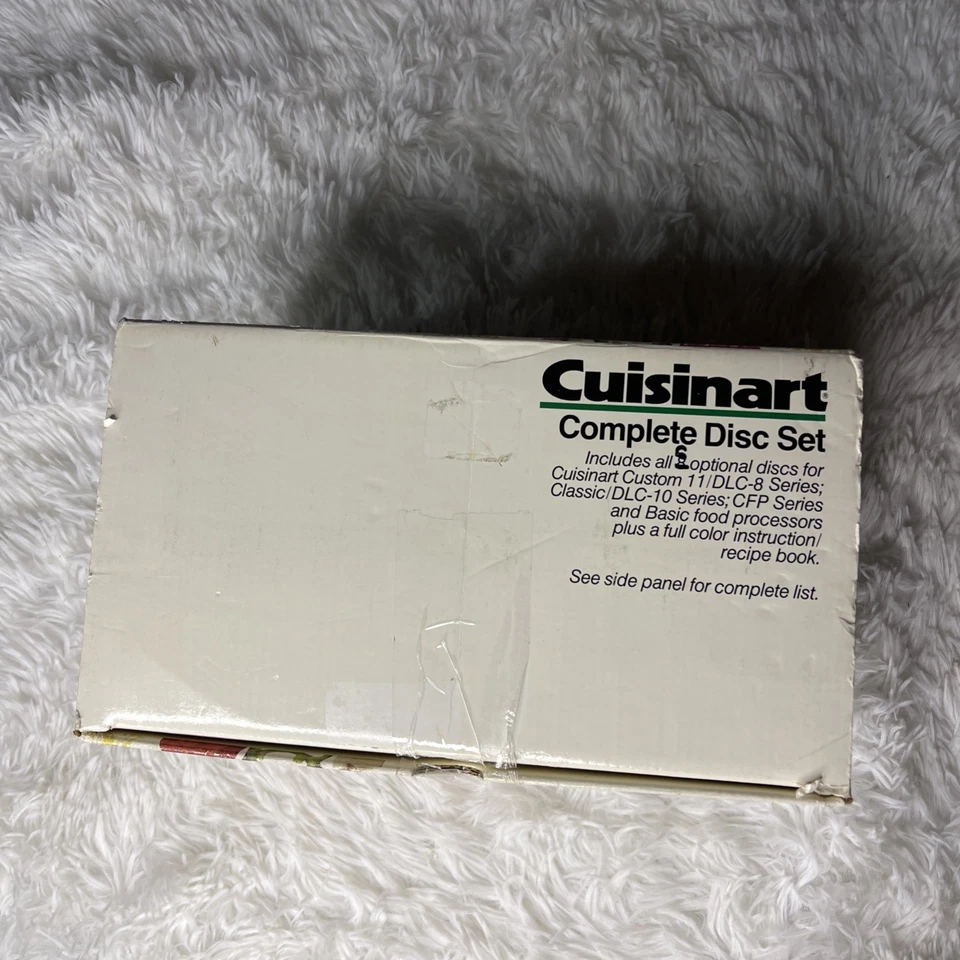 Cuisinart
Complete Disc Set
Includes all optional discs for
Cuisinart Custom 11/DLC-8 Series;
Classic/DLC-10 Series; CFP Series
and Basic food processors
plus a full color instruction/
recipe book.
See side panel for complete list.